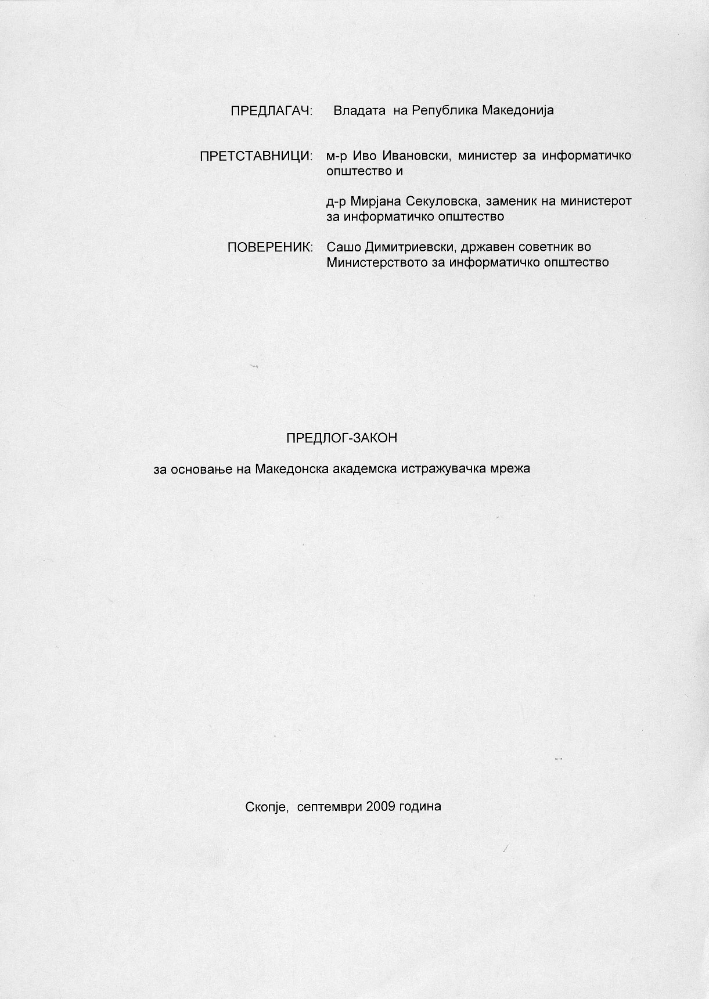 ПРЕДЛАГАЧ: Владата на Република Македонија
ПРЕТСТАВНИЦИ: м-р Иво Ивановски, министер за информатичко
општество и
д-р Мирјана Секуловска, заменик на министерот
за информатичко општество
ПОВЕРЕНИК: Сашо Димитриевски, државен советник во
Министерството за информатичко општество
ПРЕДЛОГ-ЗАКОН
за основање на Македонска академска истражувачка мрежа
Скопје, септември 2009 година